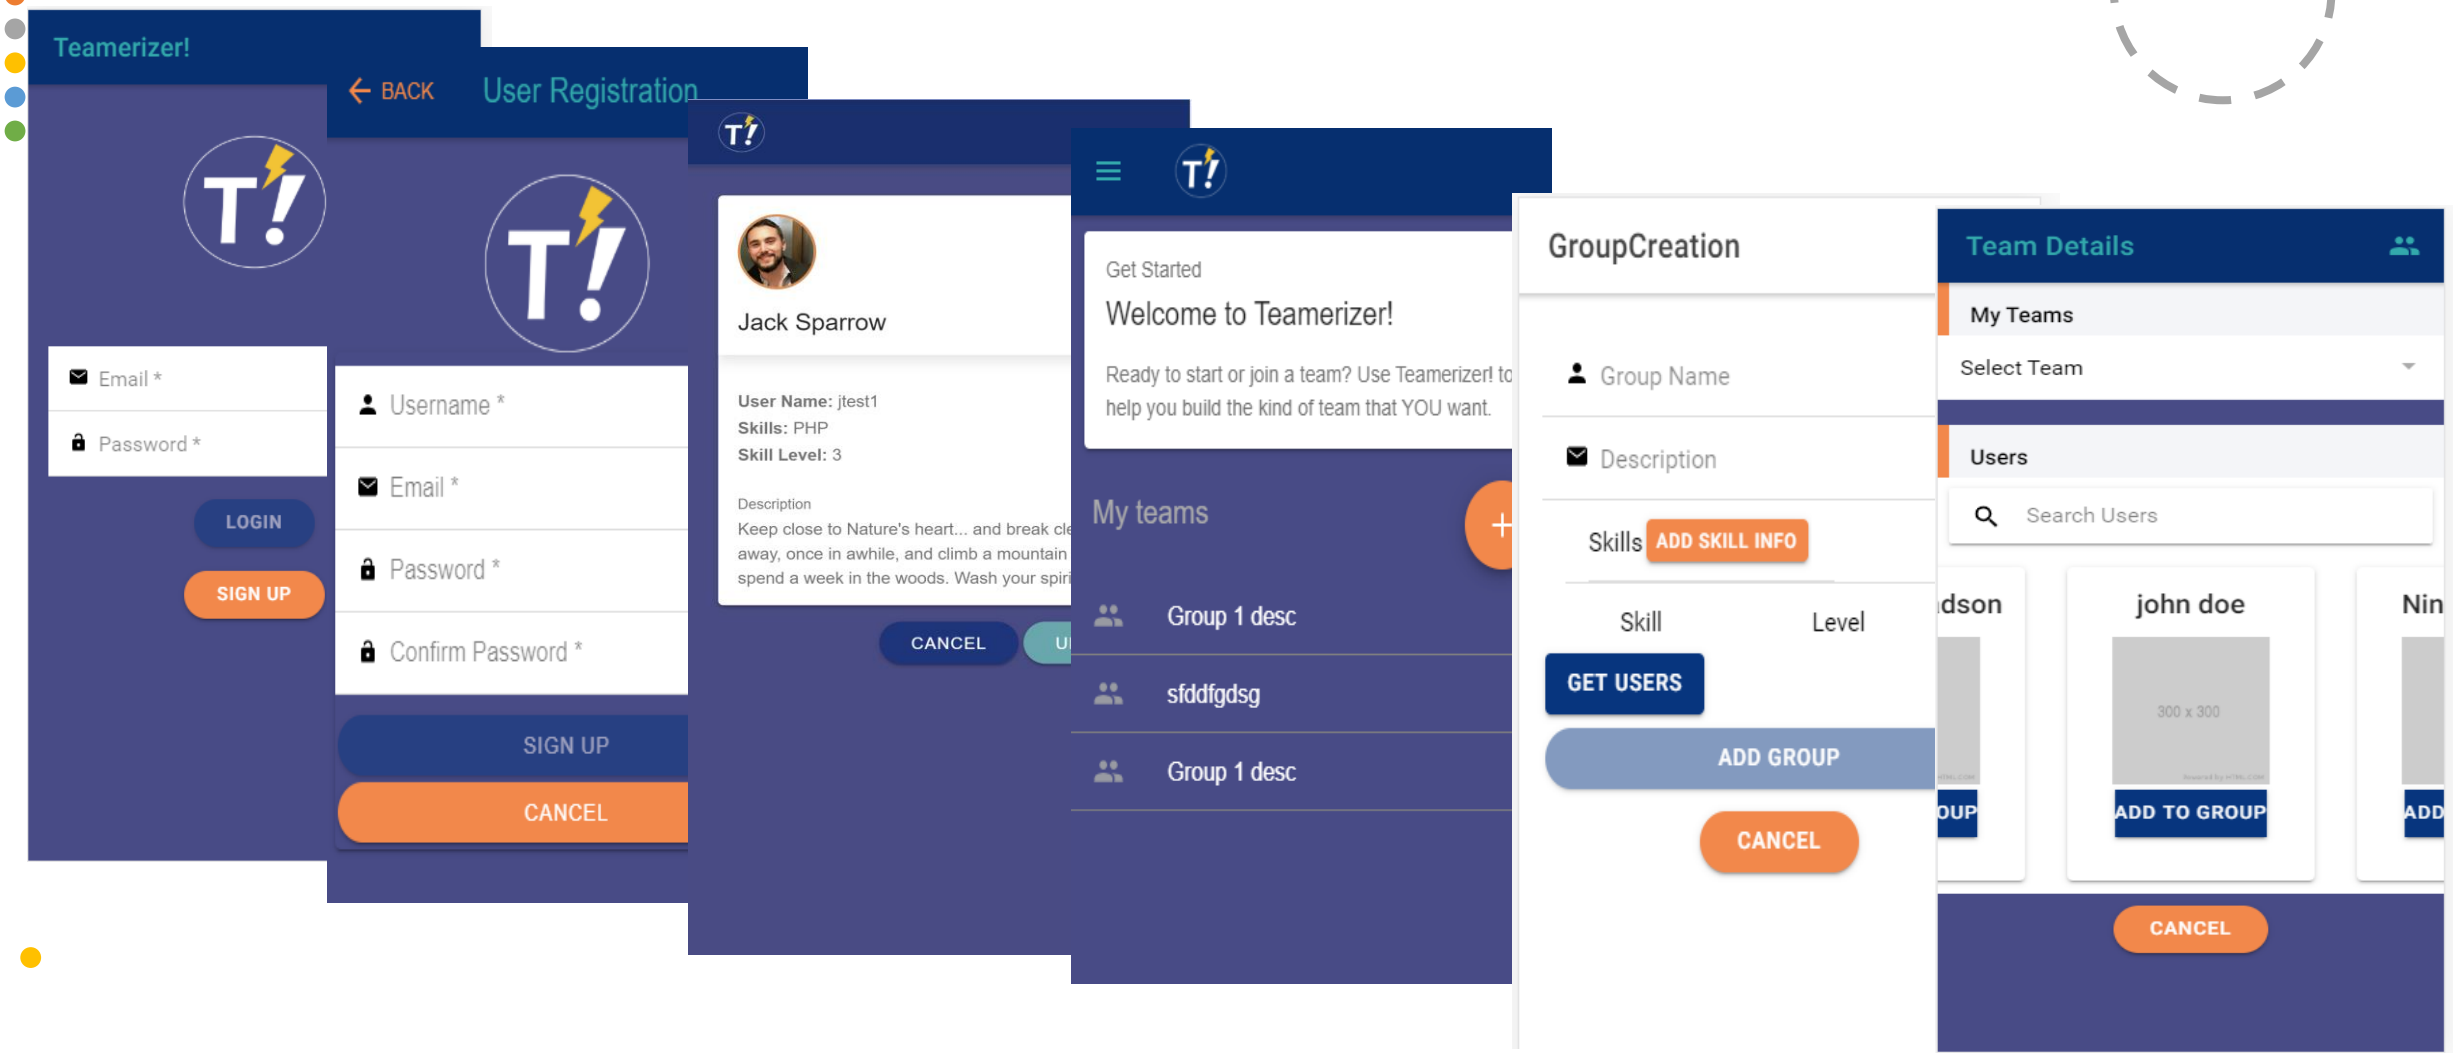 Teamerizer!
T!
Email *
Password *
LOGIN
SIGN UP
BACK
User Registration
T!
Username *
Email *
Password *
Confirm Password *
SIGN UP
CANCEL
T!
Jack Sparrow
User Name: jtest1
Skills: PHP
Skill Level: 3
Description
Keep close to Nature's heart... and break cle
away, once in awhile, and climb a mountain
spend a week in the woods. Wash your spiri
CANCEL
T!
Get Started
Welcome to Teamerizer!
Ready to start or join a team? Use Teamerizer! to
help you build the kind of team that YOU want.
My teams
+
Group 1 desc
sfddfgdsg
Group 1 desc
GroupCreation
Group Name
Description
Skills ADD SKILL INFO
Skill Level
GET USERS
ADD GROUP
CANCEL
Team Details
My Teams
Select Team
Users
Search Users
dson john doe Nin
300 x 300
OUP ADD TO GROUP ADD
CANCEL